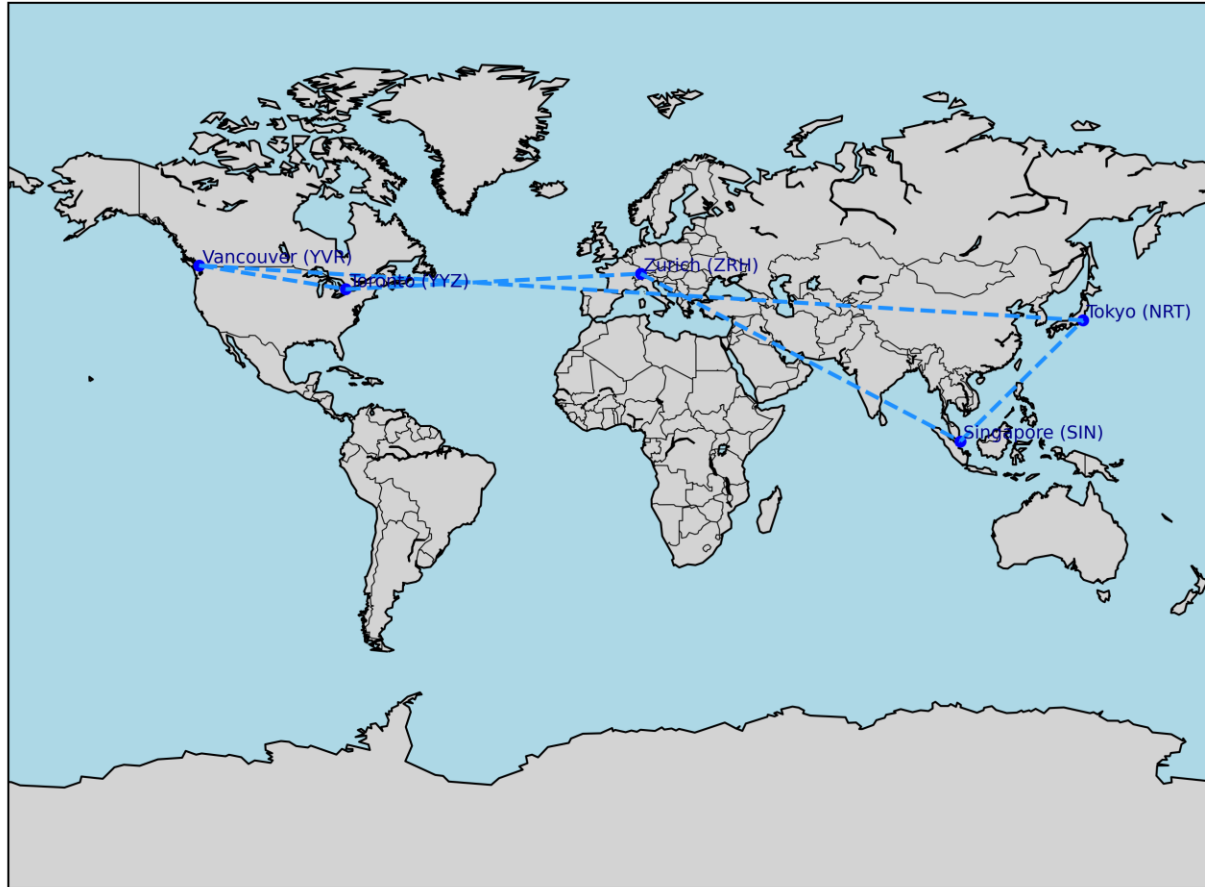 Vancouver (YVR)
Zurich (ZRH)
Toronto (YYZ)
Tokyo (NRT)
Singapore (SIN)